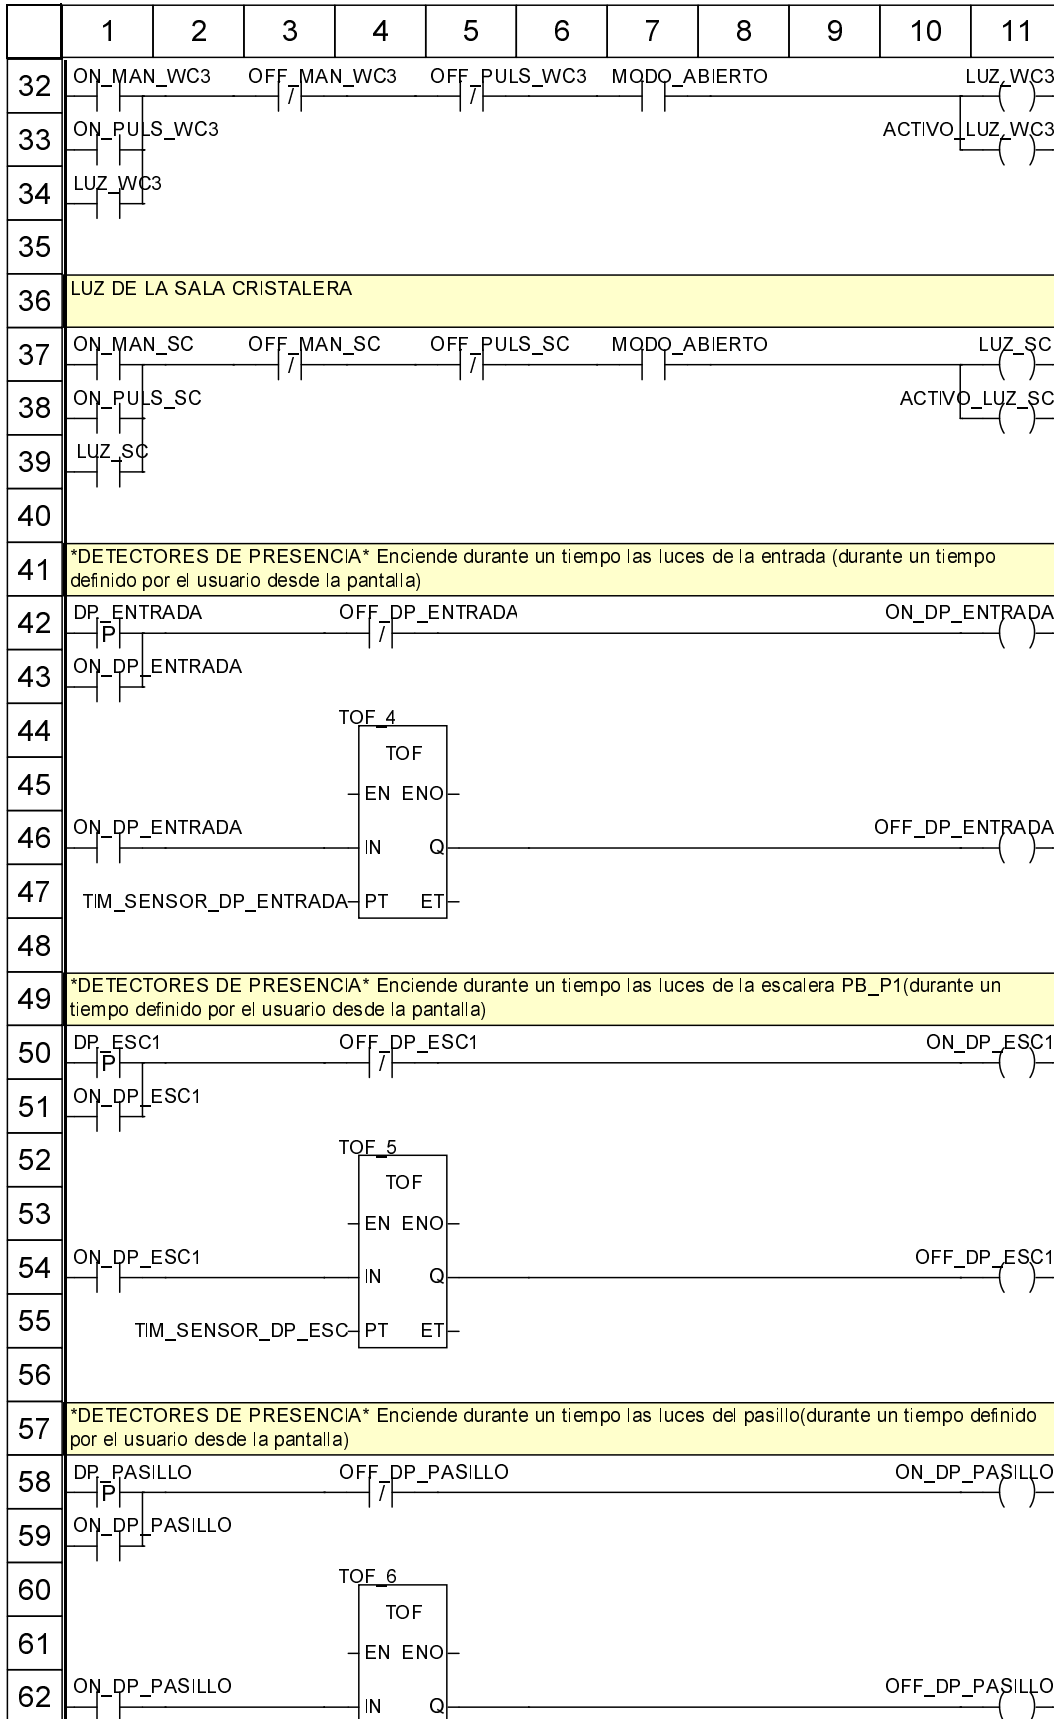 1 2 3 4 5 6 7 8 9 10 11
32 ON_MAN_WC3 OFF_MAN_WC3 OFF_PULS_WC3 MODO_ABIERTO LUZ_WC3
/ /
33 ON_PULS_WC3 ACTIVO_LUZ_WC3
34 LUZ_WC3
35
36 LUZ DE LA SALA CRISTALERA
37 ON_MAN_SC OFF_MAN_SC OFF_PULS_SC MODO_ABIERTO LUZ_SC
/ /
38 ON_PULS_SC ACTIVO_LUZ_SC
39 LUZ_SC
40
41 *DETECTORES DE PRESENCIA* Enciende durante un tiempo las luces de la entrada (durante un tiempo
definido por el usuario desde la pantalla)
42 DP_ENTRADA OFF_DP_ENTRADA ON_DP_ENTRADA
P /
43 ON_DP_ENTRADA
44 TOF_4
TOF
45 EN ENO
46 ON_DP_ENTRADA OFF_DP_ENTRADA
IN Q
47 TIM_SENSOR_DP_ENTRADA PT ET
48
49 *DETECTORES DE PRESENCIA* Enciende durante un tiempo las luces de la escalera PB_P1(durante un
tiempo definido por el usuario desde la pantalla)
50 DP_ESC1 OFF_DP_ESC1 ON_DP_ESC1
P /
51 ON_DP_ESC1
52 TOF_5
TOF
53 EN ENO
54 ON_DP_ESC1 OFF_DP_ESC1
IN Q
55 TIM_SENSOR_DP_ESC PT ET
56
57 *DETECTORES DE PRESENCIA* Enciende durante un tiempo las luces del pasillo(durante un tiempo definido
por el usuario desde la pantalla)
58 DP_PASILLO OFF_DP_PASILLO ON_DP_PASILLO
P /
59 ON_DP_PASILLO
60 TOF_6
TOF
61 EN ENO
62 ON_DP_PASILLO OFF_DP_PASILLO
IN Q